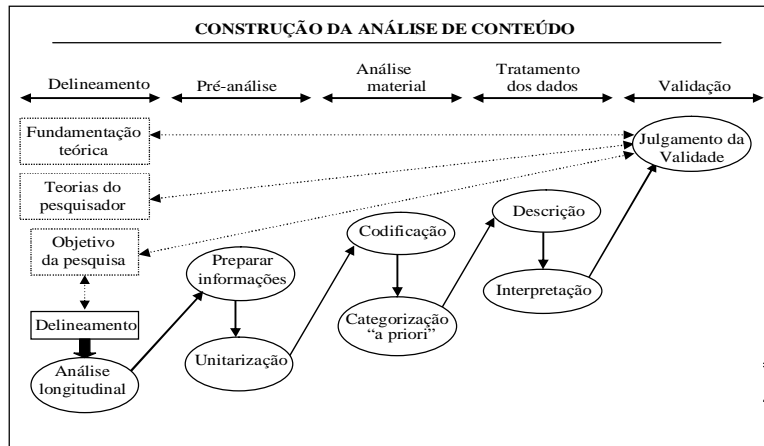 CONSTRUÇÃO DA ANÁLISE DE CONTEÚDO
Delineamento
Pré-análise
Análise
material
Tratamento
dos dados
Validação
Fundamentação
teórica
Julgamento da
Validade
Teorias do
pesquisador
Objetivo
da pesquisa
Descrição
Codificação
Preparar
informações
Interpretação
Delineamento
Categorização
“a priori”
Unitarização
Análise
longitudinal